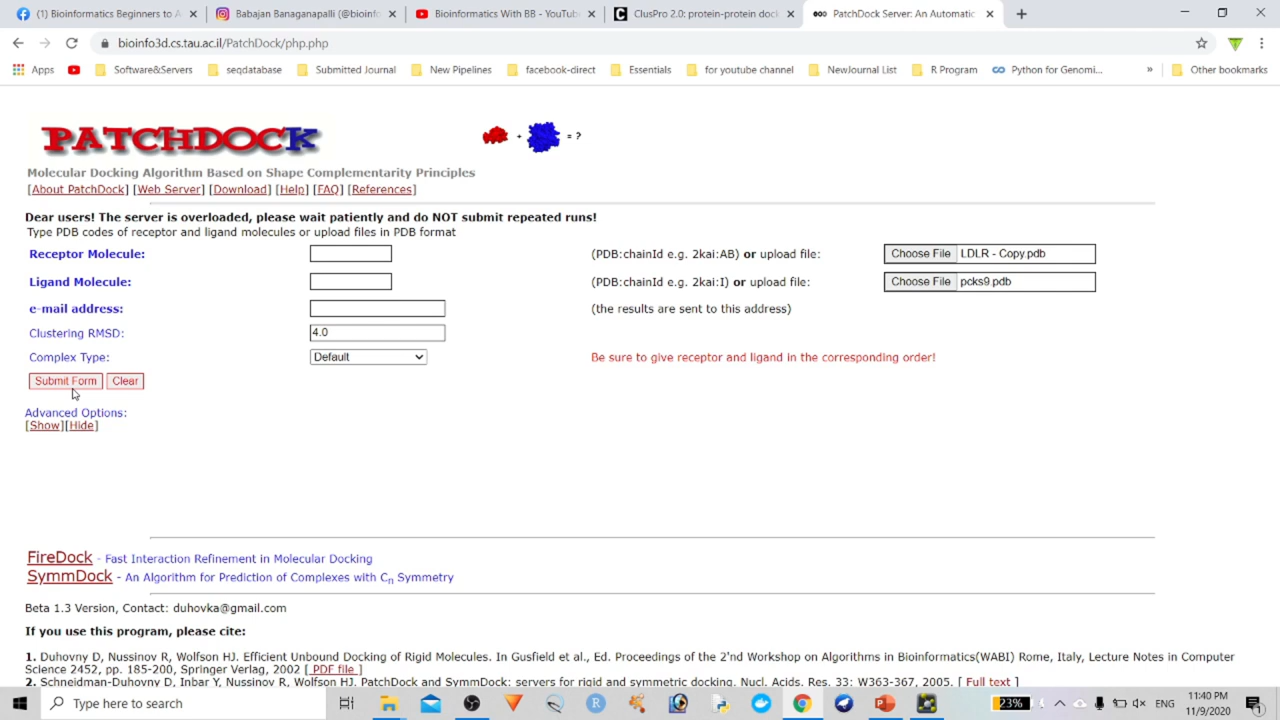 (1) Bioinformatics Beginners to A
Babajan Banaganapalli (@bioinfo
Bioinformatics With BB - YouTub
ClusPro 2.0: protein-protein dock
PatchDock Server: An Automatic
bioinfo3d.cs.tau.ac.il/PatchDock/php.php
Apps Software&Servers seqdatabase Submitted Journal New Pipelines facebook-direct Essentials for youtube channel NewJournal List R Program Python for Genomi... » Other bookmarks
PATCHDOCK + = ?
Molecular Docking Algorithm Based on Shape Complementarity Principles
[About PatchDock] [Web Server] [Download] [Help] [FAQ] [References]
Dear users! The server is overloaded, please wait patiently and do NOT submit repeated runs!
Type PDB codes of receptor and ligand molecules or upload files in PDB format
Receptor Molecule: (PDB:chainId e.g. 2kai:AB) or upload file: Choose File LDLR - Copy.pdb
Ligand Molecule: (PDB:chainId e.g. 2kai:I) or upload file: Choose File pcks9.pdb
e-mail address: (the results are sent to this address)
Clustering RMSD: 4.0
Complex Type: Default Be sure to give receptor and ligand in the corresponding order!
Submit Form Clear
Advanced Options:
[Show][Hide]
FireDock - Fast Interaction Refinement in Molecular Docking
SymmDock - An Algorithm for Prediction of Complexes with Cn Symmetry
Beta 1.3 Version, Contact: duhovka@gmail.com
If you use this program, please cite:
1. Duhovny D, Nussinov R, Wolfson HJ. Efficient Unbound Docking of Rigid Molecules. In Gusfield et al., Ed. Proceedings of the 2'nd Workshop on Algorithms in Bioinformatics(WABI) Rome, Italy, Lecture Notes in Computer
Science 2452, pp. 185-200, Springer Verlag, 2002 [ PDF file ]
2. Schneidman-Duhovny D, Inbar Y, Nussinov R, Wolfson HJ. PatchDock and SymmDock: servers for rigid and symmetric docking. Nucl. Acids. Res. 33: W363-367, 2005. [ Full text ]
Type here to search
23%
ENG
11:40 PM
11/9/2020